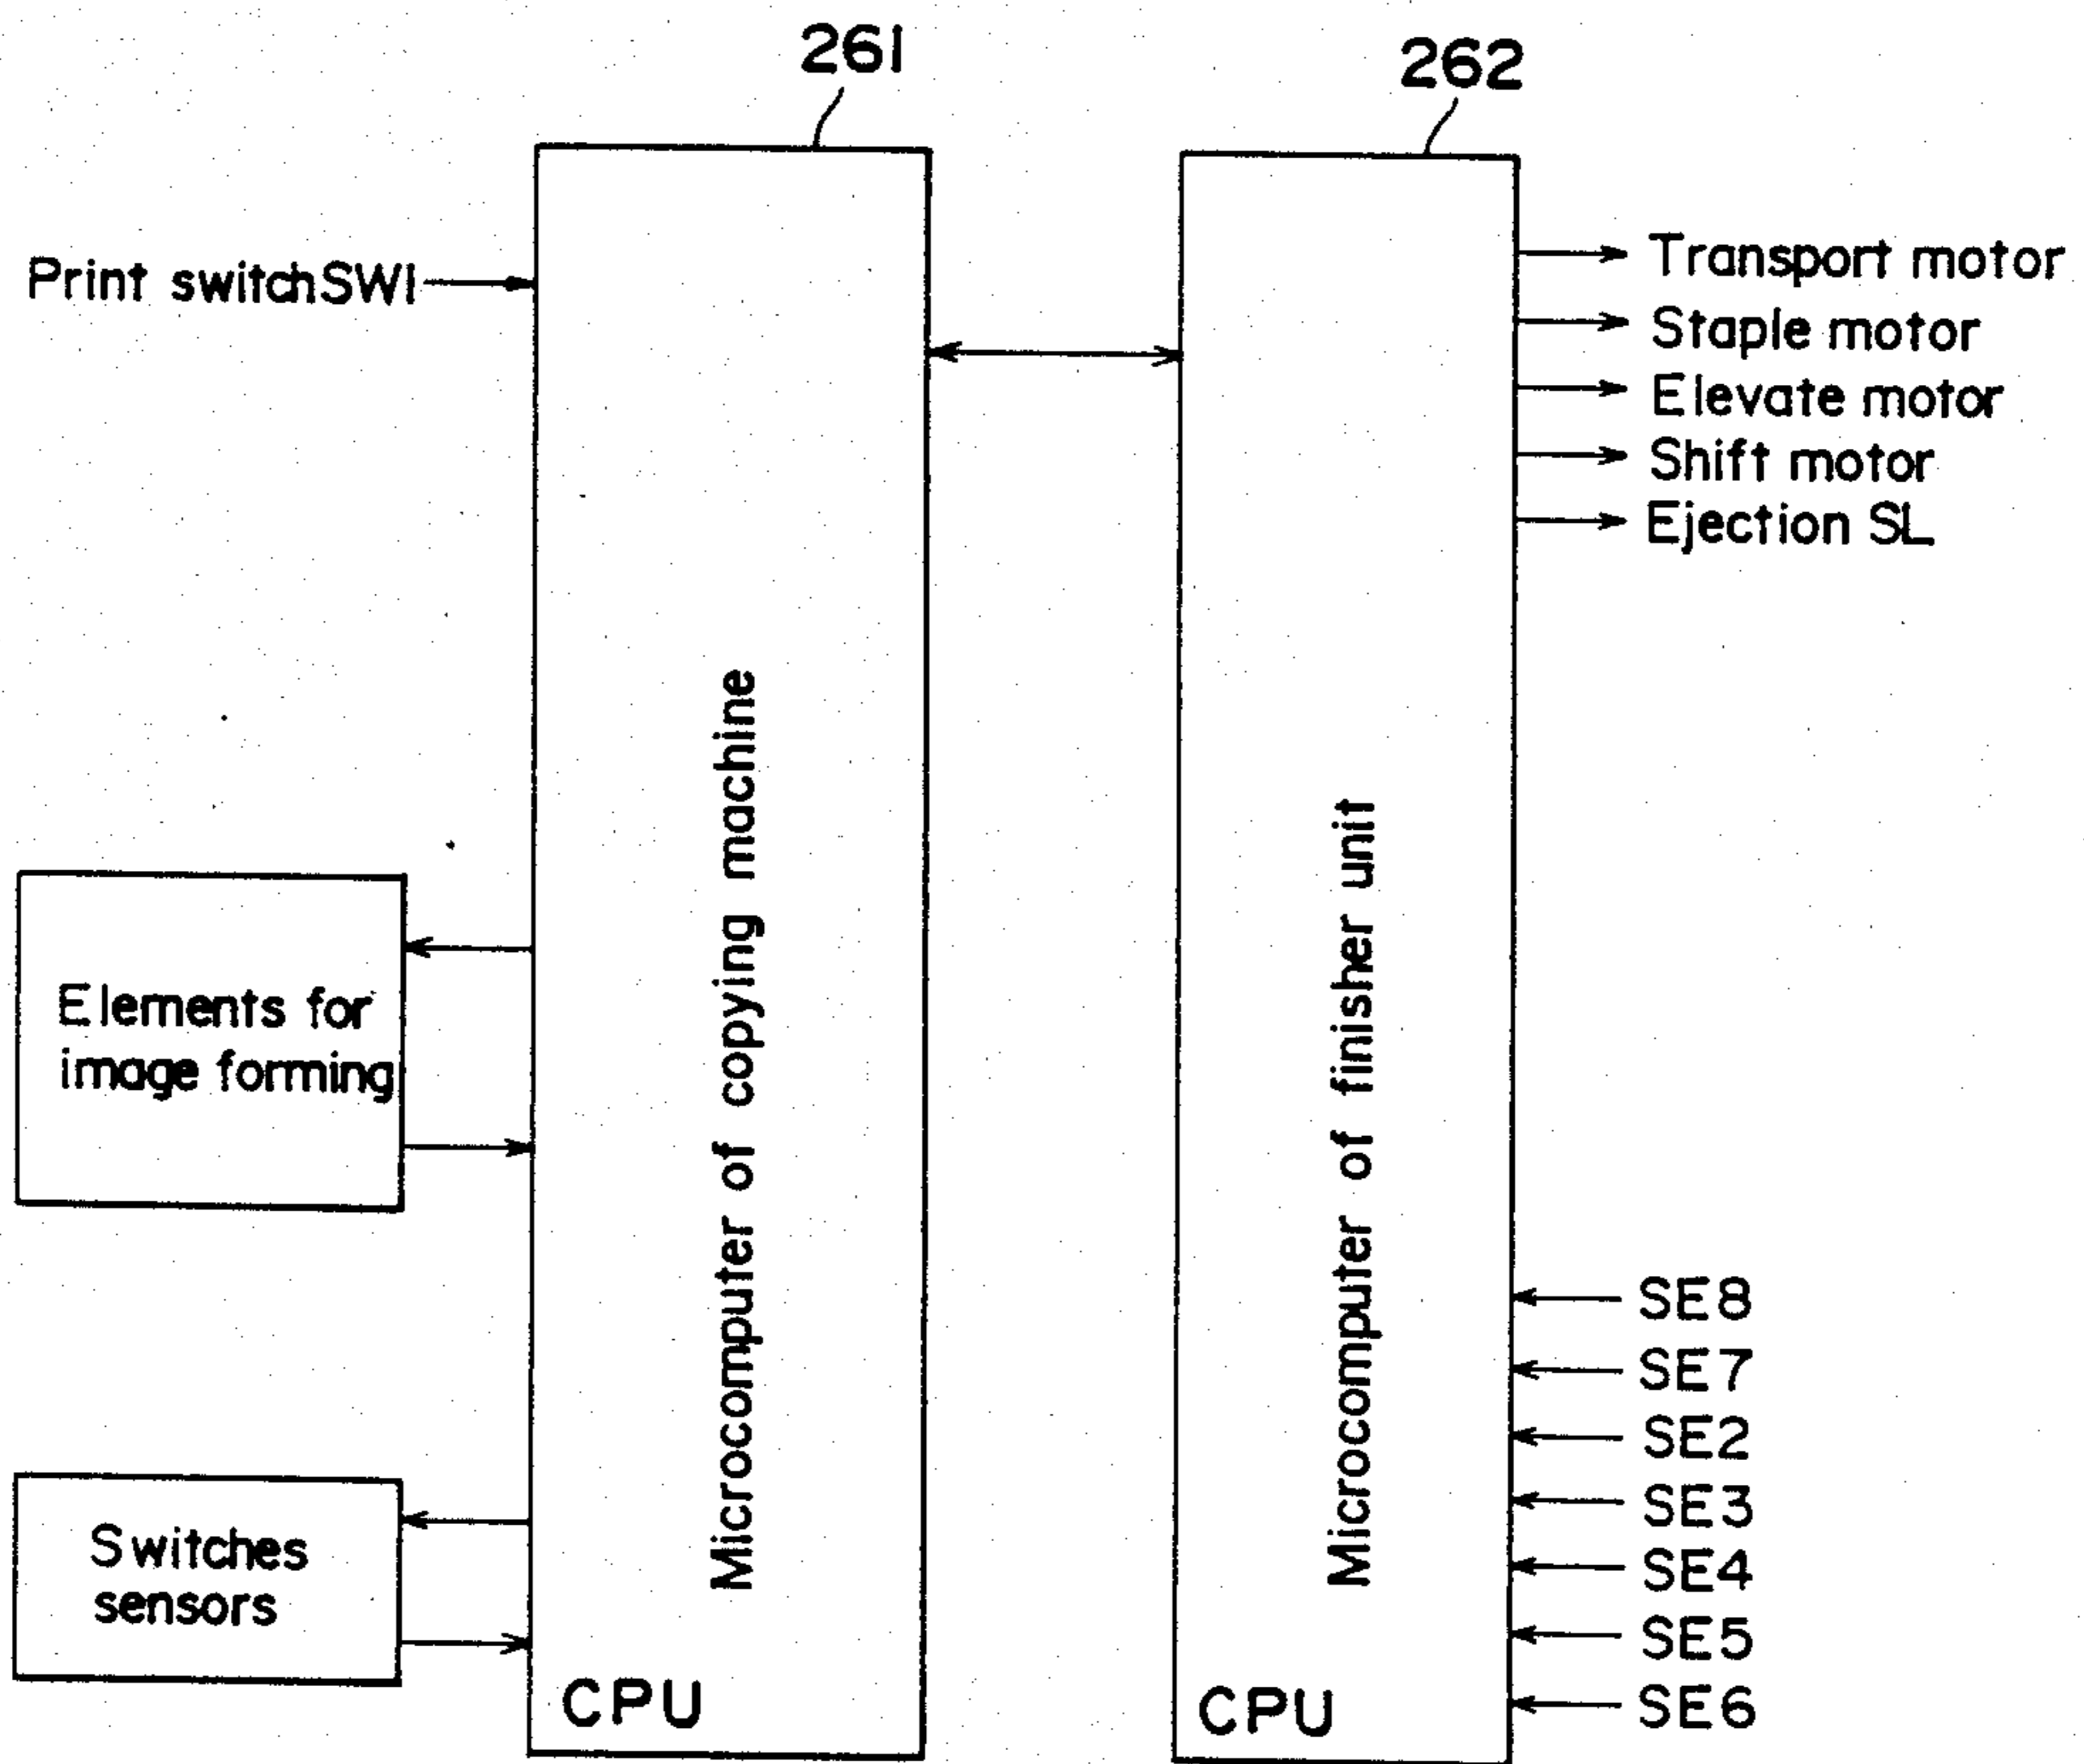 261
262
Print switchSW1
Transport motor
Staple motor
Elevate motor
Shift motor
Ejection SL
Microcomputer of copying machine
Microcomputer of finisher unit
Elements for
image forming
Switches
sensors
SE8
SE7
SE2
SE3
SE4
SE5
SE6
CPU
CPU